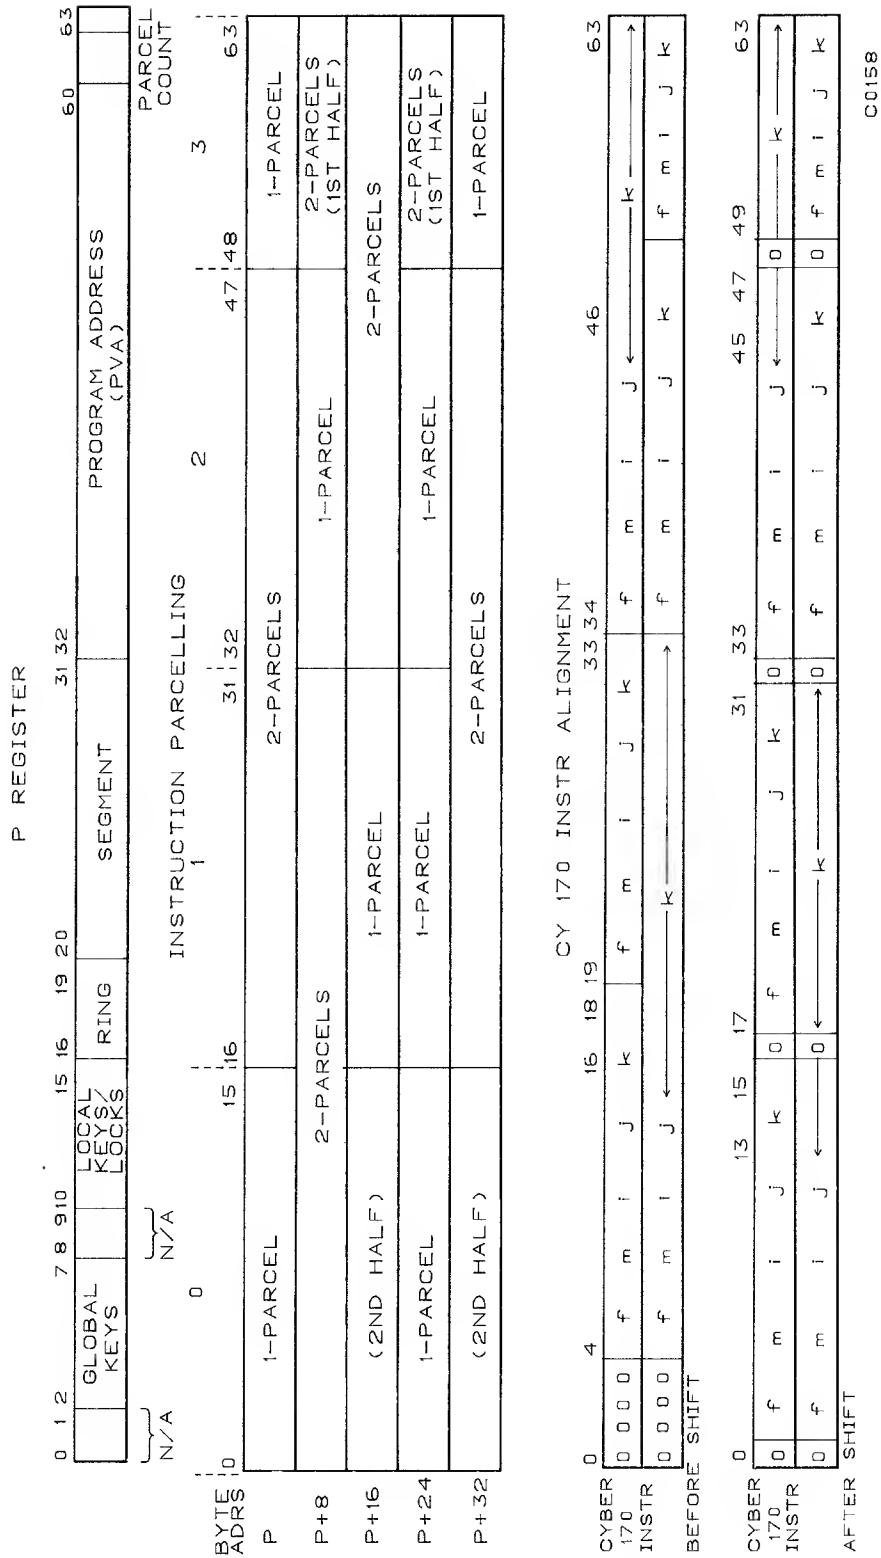 P REGISTER
0 1 2 7 8 9 10 15 16 19 20 31 32 60 63
GLOBAL KEYS
LOCAL KEYS/ LOCKS
RING
SEGMENT
PROGRAM ADDRESS (PVA)
N/A
N/A
PARCEL COUNT
INSTRUCTION PARCELLING
0 1 2 3
BYTE ADRS 0 15 16 31 32 47 48 63
P 1-PARCEL 2-PARCELS 1-PARCEL
P+8 2-PARCELS 1-PARCEL 2-PARCELS (1ST HALF)
P+16 (2ND HALF) 1-PARCEL 2-PARCELS
P+24 1-PARCEL 1-PARCEL 1-PARCEL 2-PARCELS (1ST HALF)
P+32 (2ND HALF) 2-PARCELS 1-PARCEL
CY 170 INSTR ALIGNMENT
0 4 16 18 19 33 34 46 63
CYBER 170 INSTR
0 0 0 0 f m i j k f m i j k f m i j k
0 0 0 0 f m i j k f m i j k f m i j k
BEFORE SHIFT
0 13 15 17 31 33 45 47 49 63
CYBER 170 INSTR
0 f m i j k 0 f m i j k 0 f m i j 0 k
0 f m i j 0 k 0 f m i j k 0 f m i j k
AFTER SHIFT
C0158